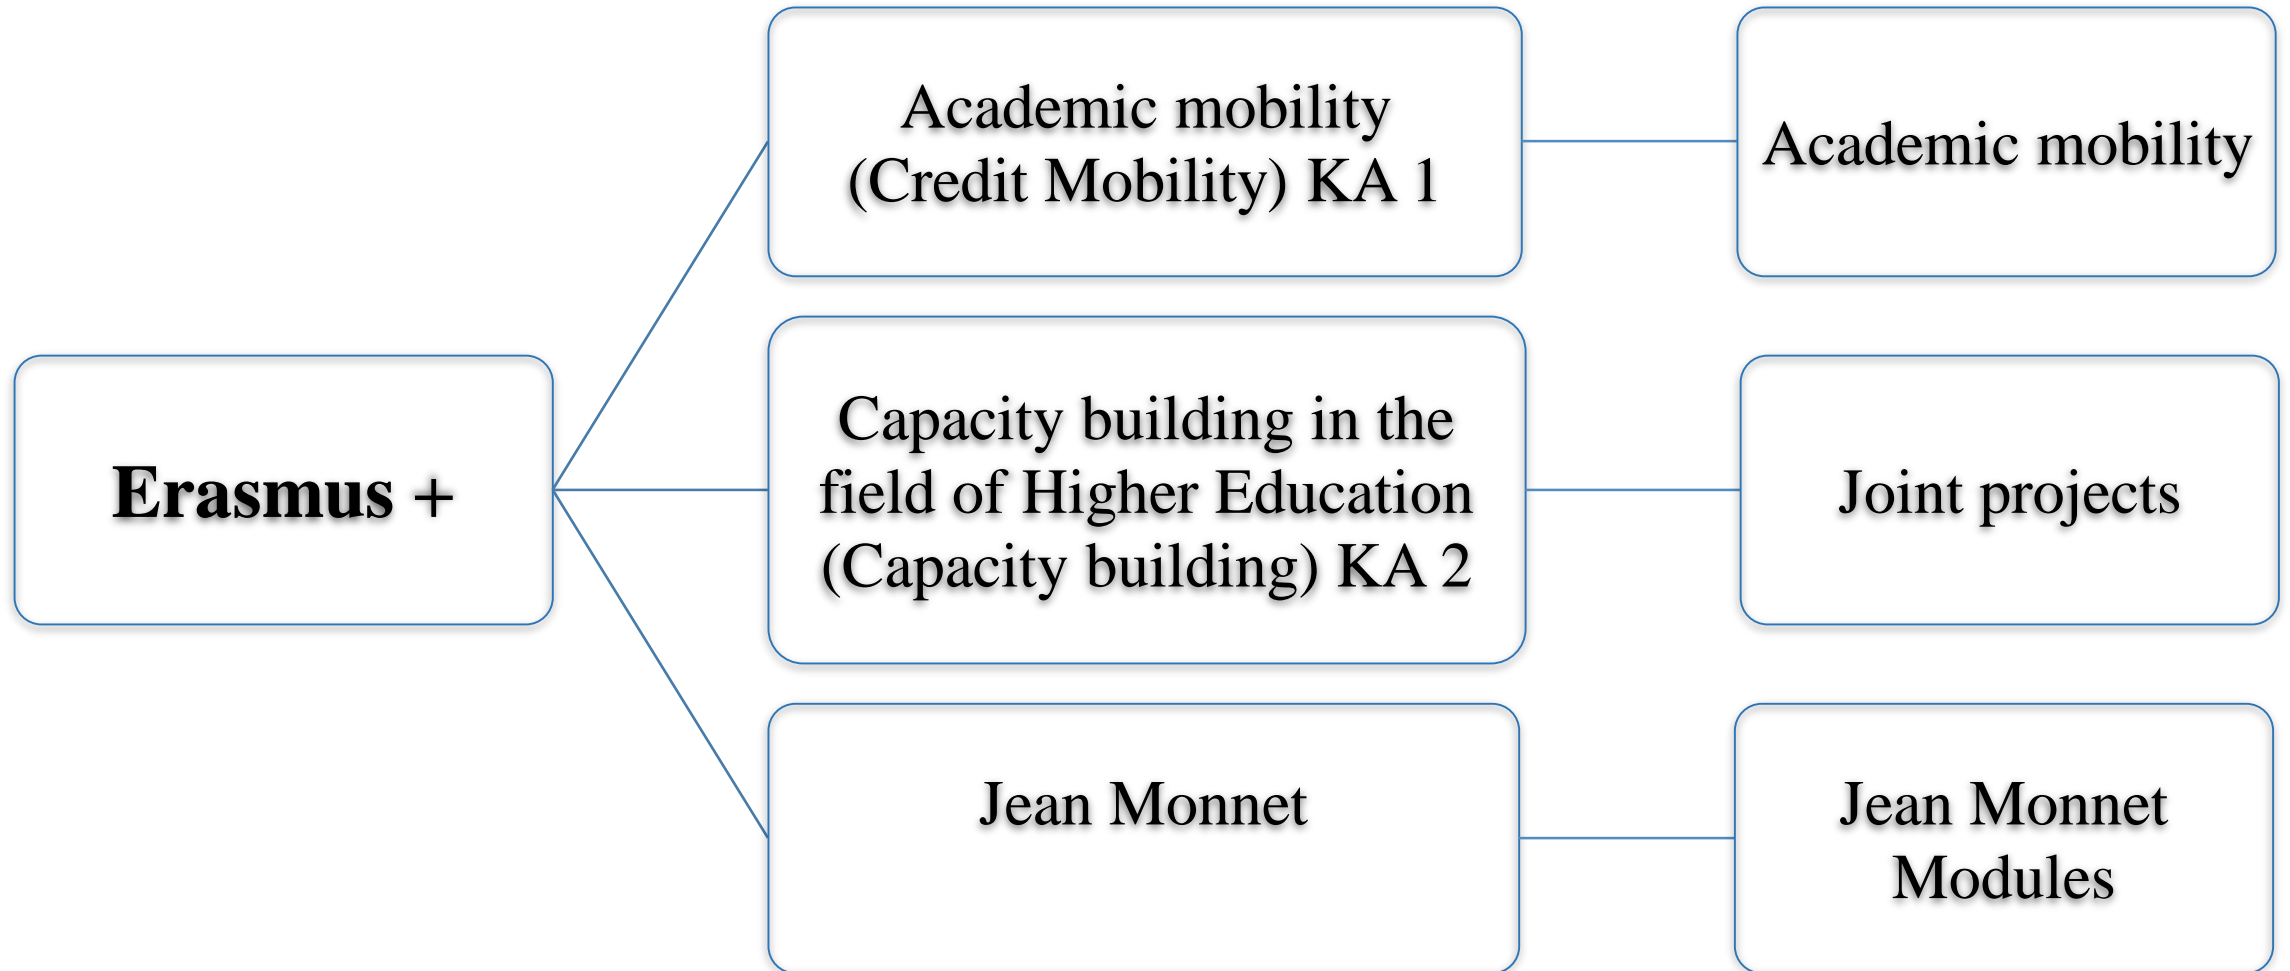 Erasmus +
Academic mobility
(Credit Mobility) KA 1
Academic mobility
Capacity building in the
field of Higher Education
(Capacity building) KA 2
Joint projects
Jean Monnet
Jean Monnet
Modules